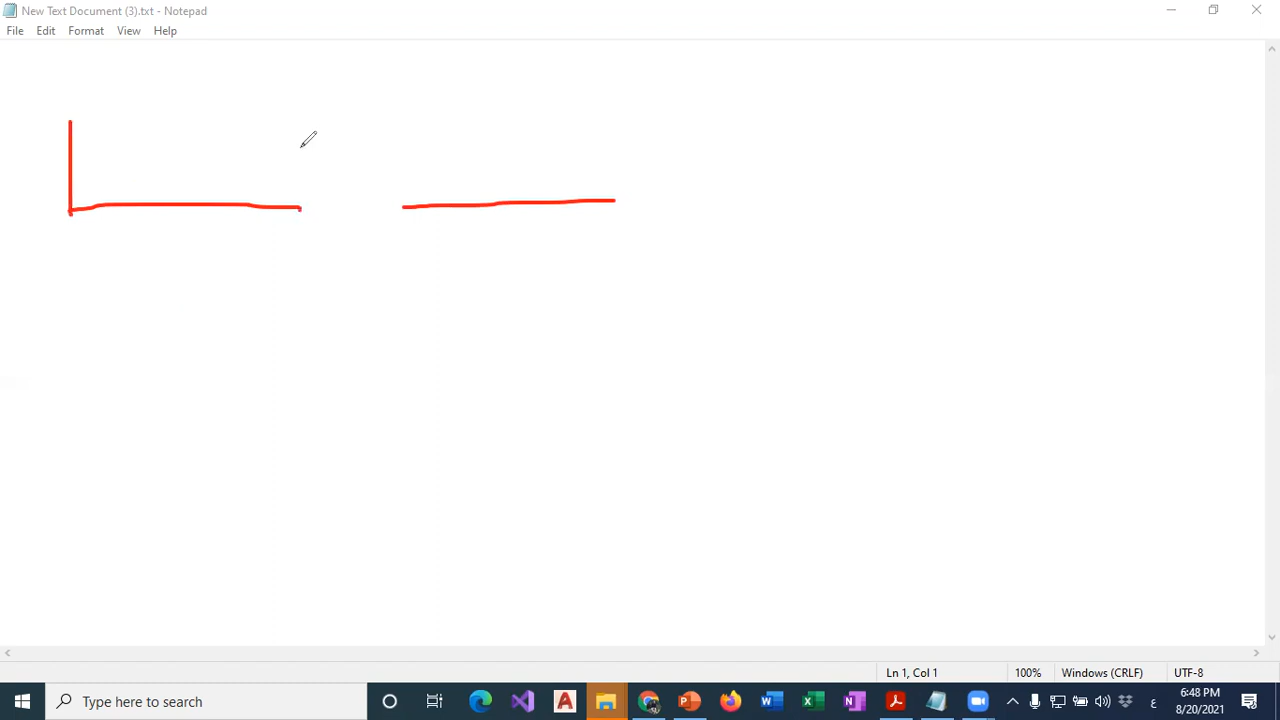 New Text Document (3).txt - Notepad
File Edit Format View Help
Ln 1, Col 1 100% Windows (CRLF) UTF-8
Type here to search
ع
6:48 PM
8/20/2021